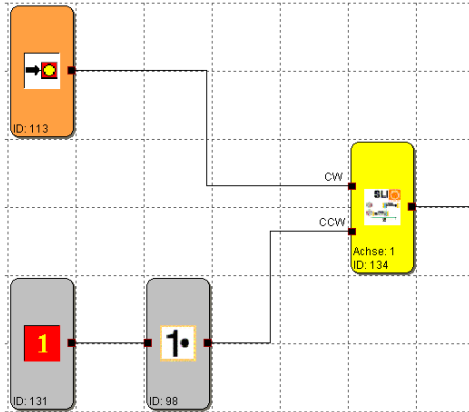 ID: 113
CW
SLI
CCW
Achse: 1
ID: 134
1
1
ID: 131
ID: 98